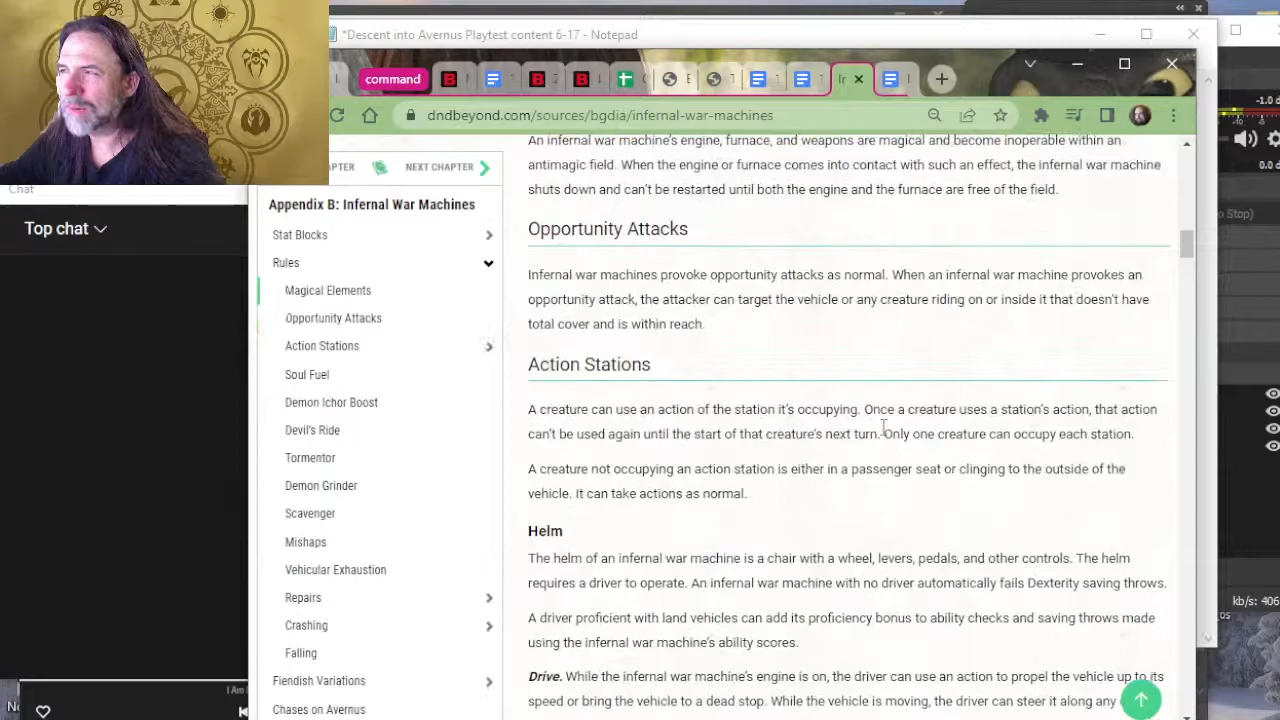 *Descent into Avernus Playtest content 6-17 - Notepad
command
dndbeyond.com/sources/bgdia/infernal-war-machines
-1.0 d
0.0 d
Chat
Top chat
o Stop)
kb/s: 406
I Am I
APTER
NEXT CHAPTER
Appendix B: Infernal War Machines
Stat Blocks
Rules
Magical Elements
Opportunity Attacks
Action Stations
Soul Fuel
Demon Ichor Boost
Devil's Ride
Tormentor
Demon Grinder
Scavenger
Mishaps
Vehicular Exhaustion
Repairs
Crashing
Falling
Fiendish Variations
Chases on Avernus
An infernal war machine's engine, furnace, and weapons are magical and become inoperable within an
antimagic field. When the engine or furnace comes into contact with such an effect, the infernal war machine
shuts down and can't be restarted until both the engine and the furnace are free of the field.
Opportunity Attacks
Infernal war machines provoke opportunity attacks as normal. When an infernal war machine provokes an
opportunity attack, the attacker can target the vehicle or any creature riding on or inside it that doesn't have
total cover and is within reach.
Action Stations
A creature can use an action of the station it's occupying. Once a creature uses a station's action, that action
can't be used again until the start of that creature's next turn. Only one creature can occupy each station.
A creature not occupying an action station is either in a passenger seat or clinging to the outside of the
vehicle. It can take actions as normal.
Helm
The helm of an infernal war machine is a chair with a wheel, levers, pedals, and other controls. The helm
requires a driver to operate. An infernal war machine with no driver automatically fails Dexterity saving throws.
A driver proficient with land vehicles can add its proficiency bonus to ability checks and saving throws made
using the infernal war machine's ability scores.
Drive. While the infernal war machine's engine is on, the driver can use an action to propel the vehicle up to its
speed or bring the vehicle to a dead stop. While the vehicle is moving, the driver can steer it along any